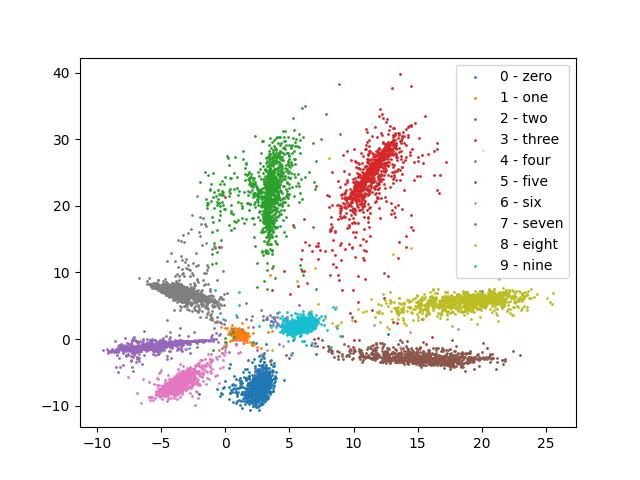 40
30
20
10
0
−10
−10
−5
0
5
10
15
20
25
0 - zero
1 - one
2 - two
3 - three
4 - four
5 - five
6 - six
7 - seven
8 - eight
9 - nine